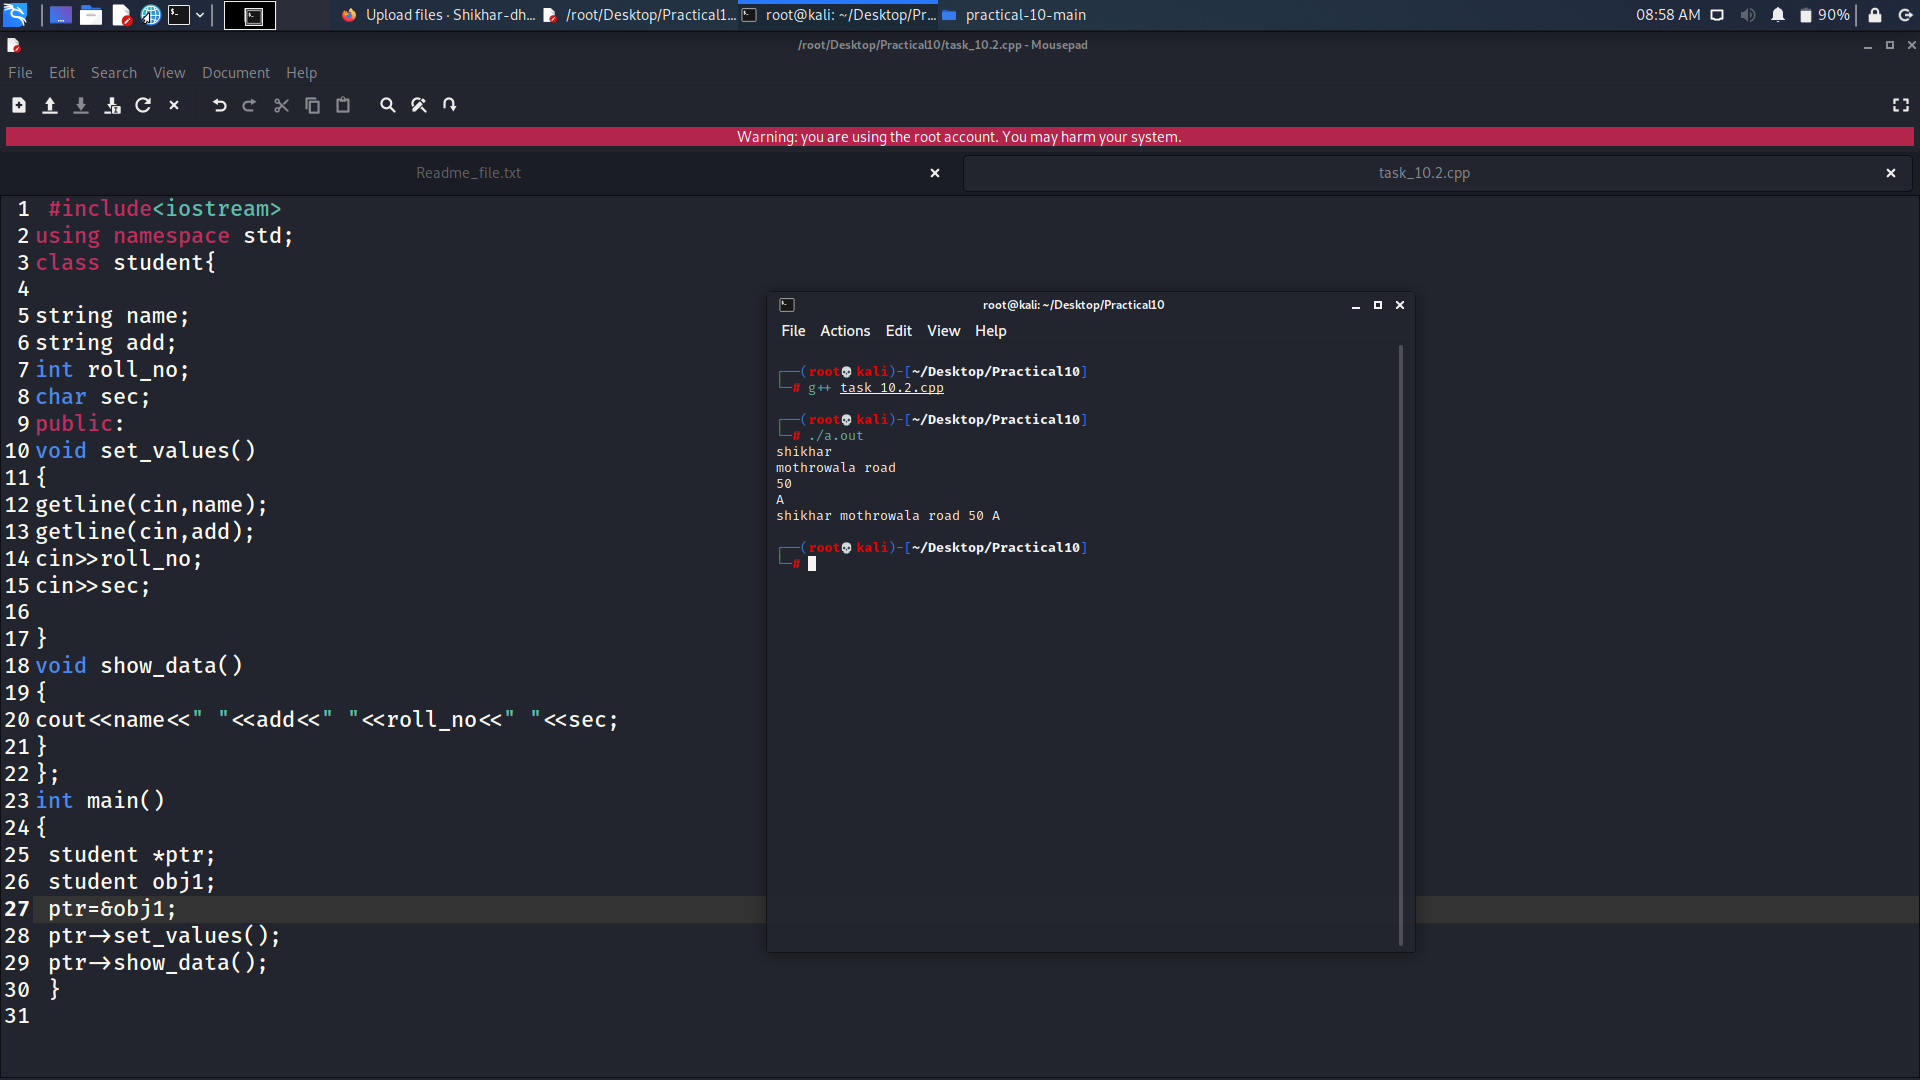 Upload files · Shikhar-dh...
/root/Desktop/Practical1...
root@kali: ~/Desktop/Pr...
practical-10-main
08:58 AM
90%
/root/Desktop/Practical10/task_10.2.cpp - Mousepad
File Edit Search View Document Help
Warning: you are using the root account. You may harm your system.
Readme_file.txt
task_10.2.cpp
1 #include<iostream>
2 using namespace std;
3 class student{
4
5 string name;
6 string add;
7 int roll_no;
8 char sec;
9 public:
10 void set_values()
11 {
12 getline(cin,name);
13 getline(cin,add);
14 cin>>roll_no;
15 cin>>sec;
16
17 }
18 void show_data()
19 {
20 cout<<name<<" "<<add<<" "<<roll_no<<" "<<sec;
21 }
22 };
23 int main()
24 {
25 student *ptr;
26 student obj1;
27 ptr=&obj1;
28 ptr->set_values();
29 ptr->show_data();
30 }
31
root@kali: ~/Desktop/Practical10
File Actions Edit View Help
┌──(root💀kali)-[~/Desktop/Practical10]
└─# g++ task_10.2.cpp
┌──(root💀kali)-[~/Desktop/Practical10]
└─# ./a.out
shikhar
mothrowala road
50
A
shikhar mothrowala road 50 A
┌──(root💀kali)-[~/Desktop/Practical10]
└─#